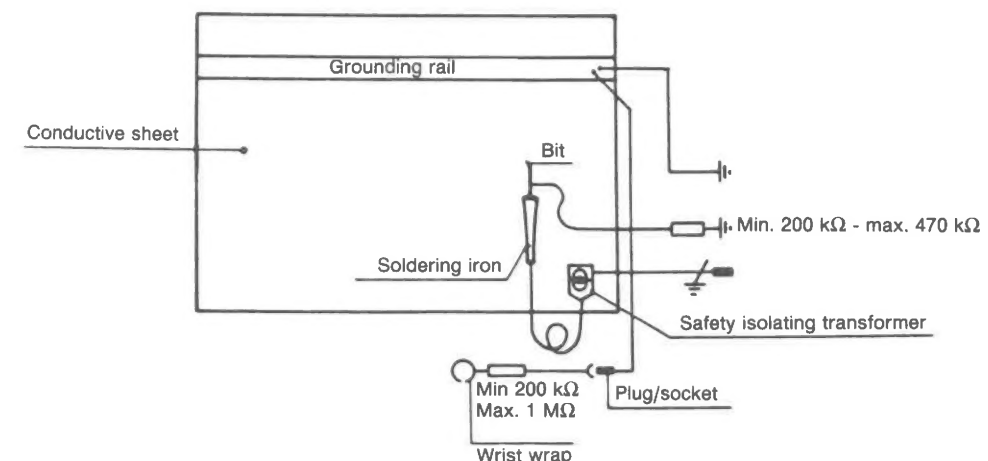 Grounding rail
Conductive sheet
Bit
Min. 200 kΩ - max. 470 kΩ
Soldering iron
Safety isolating transformer
Min 200 kΩ
Max. 1 MΩ
Plug/socket
Wrist wrap